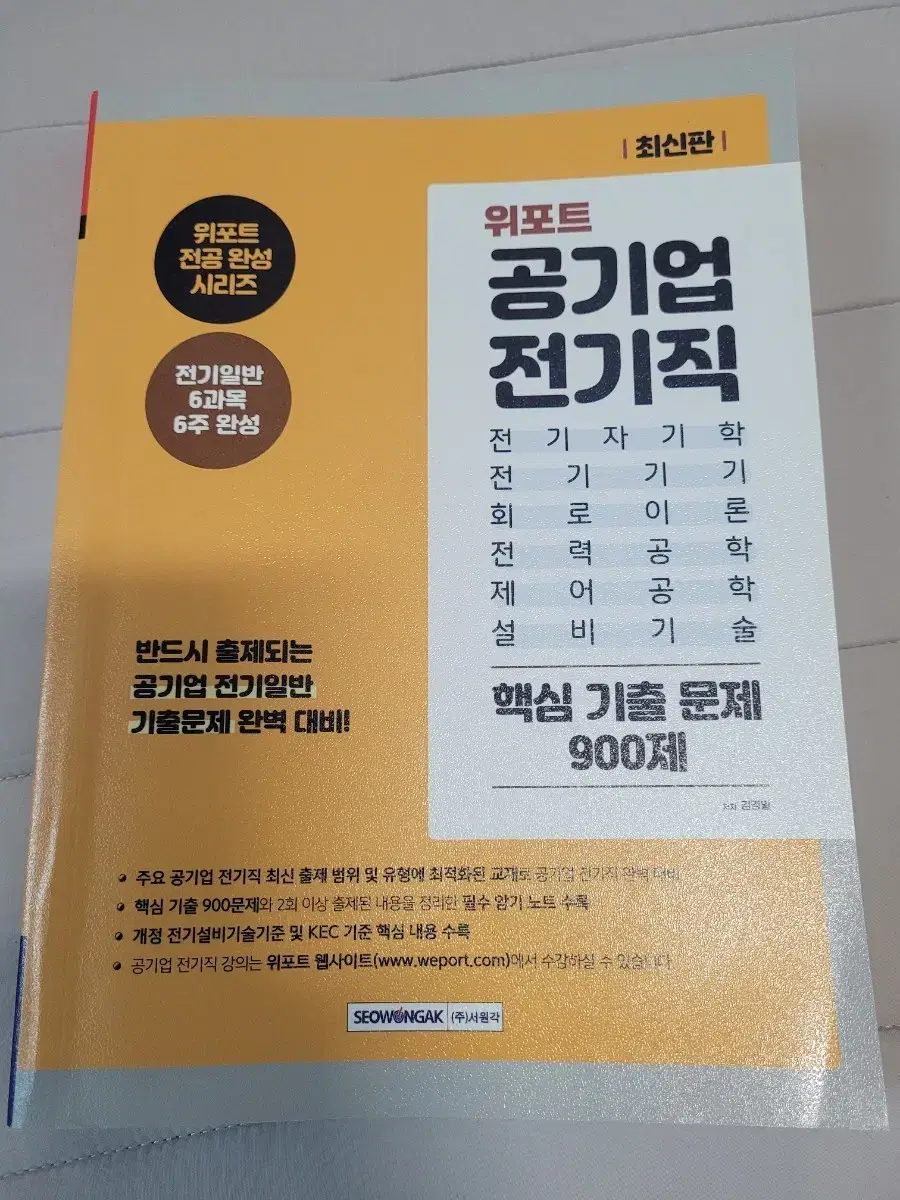 최신판
위포트
전공 완성
시리즈
전기일반
6과목
6주 완성
위포트
공기업
전기직
전기자기학
전기기기
회로이론
전력공학
제어공학
설비기술
핵심 기출 문제
900제
저자
반드시 출제되는
공기업 전기일반
기출문제 완벽 대비!
주요 공기업 전기직 최신 출제 범위 및 유형에 최적화된 교재로 공기업 전기직 완벽 대비
핵심 기출 900문제와 2회 이상 출제된 내용을 정리한 필수 암기 노트 수록
개정 전기설비기술기준 및 KEC 기준 핵심 내용 수록
공기업 전기직 강의는 위포트 웹사이트(www.weport.com)에서 수강하실 수 있습니다
SEOWONGAK (주)서원각